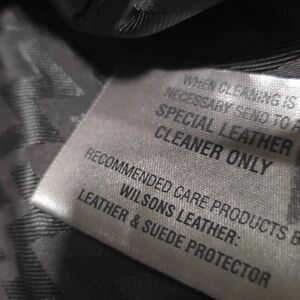 WHEN CLEANING IS
NECESSARY SEND TO A
SPECIAL LEATHER
CLEANER ONLY
RECOMMENDED CARE PRODUCTS B
WILSONS LEATHER:
LEATHER & SUEDE PROTECTOR